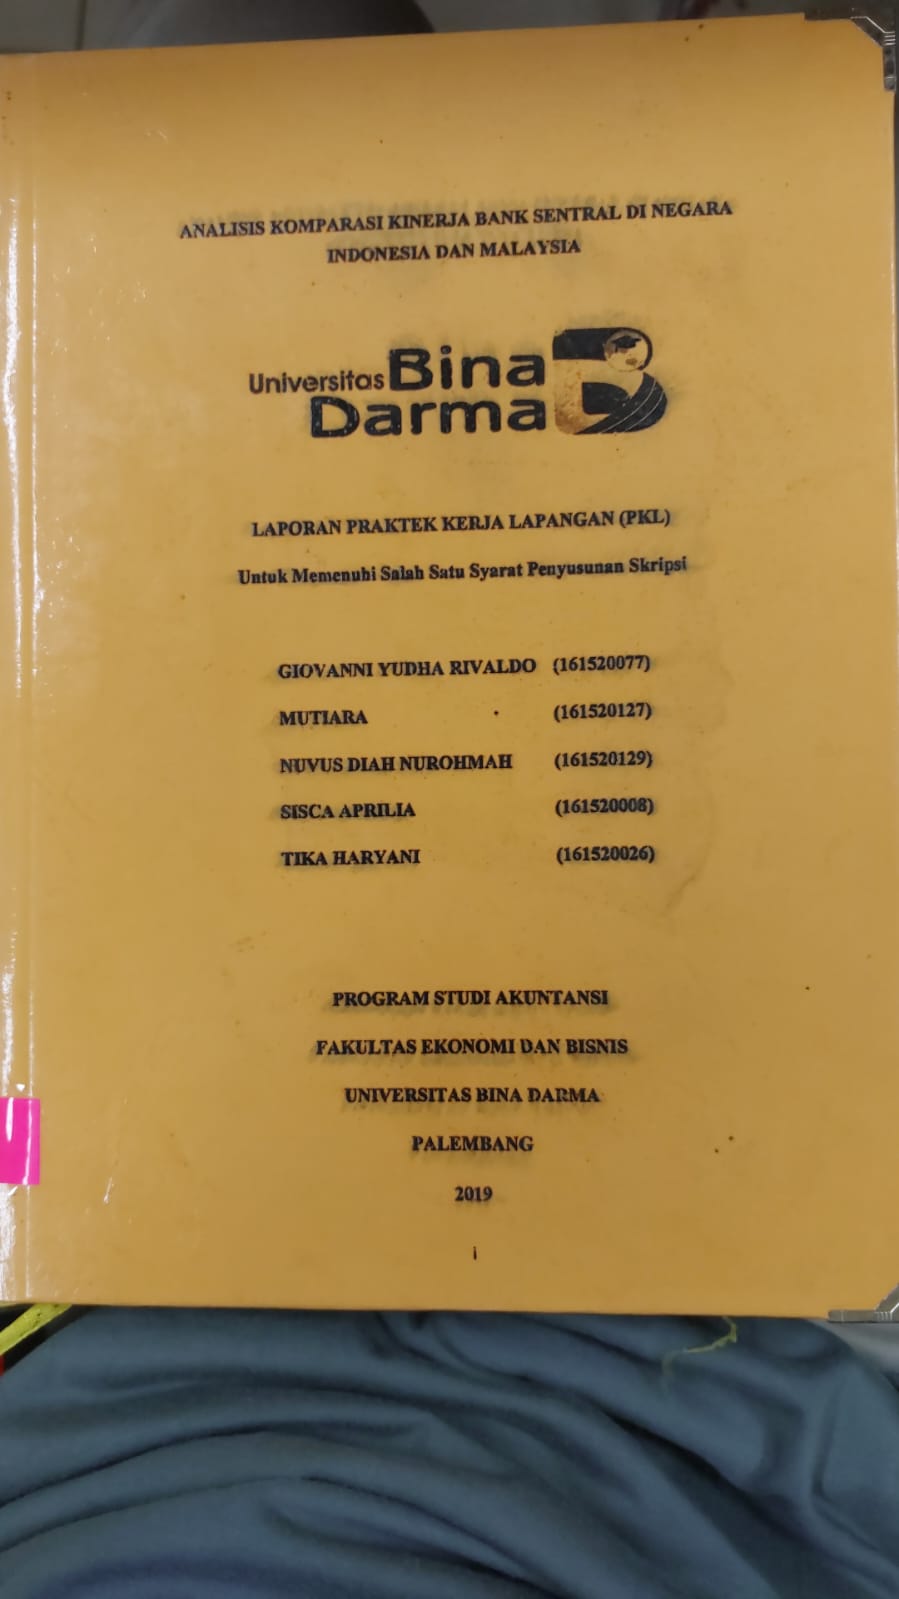 ANALISIS KOMPARASI KINERJA BANK SENTRAL DI NEGARA
INDONESIA DAN MALAYSIA
Universitas Bina
Darma
LAPORAN PRAKTEK KERJA LAPANGAN (PKL)
Untuk Memenuhi Salah Satu Syarat Penyusunan Skripsi
GIOVANNI YUDHA RIVALDO (161520077)
MUTIARA (161520127)
NUVUS DIAH NUROHMAH (161520129)
SISCA APRILIA (161520008)
TIKA HARYANI (161520026)
PROGRAM STUDI AKUNTANSI
FAKULTAS EKONOMI DAN BISNIS
UNIVERSITAS BINA DARMA
PALEMBANG
2019
i